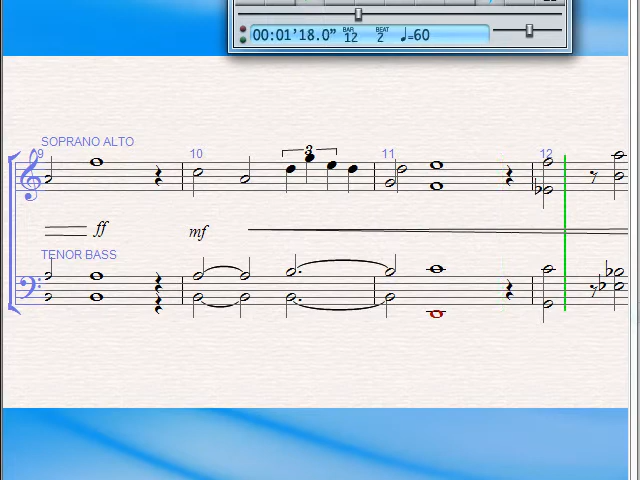 00:01'18.0" BAR 12 BEAT 2 ♩=60
SOPRANO ALTO
9 10 3 11 12
ff mf
TENOR BASS